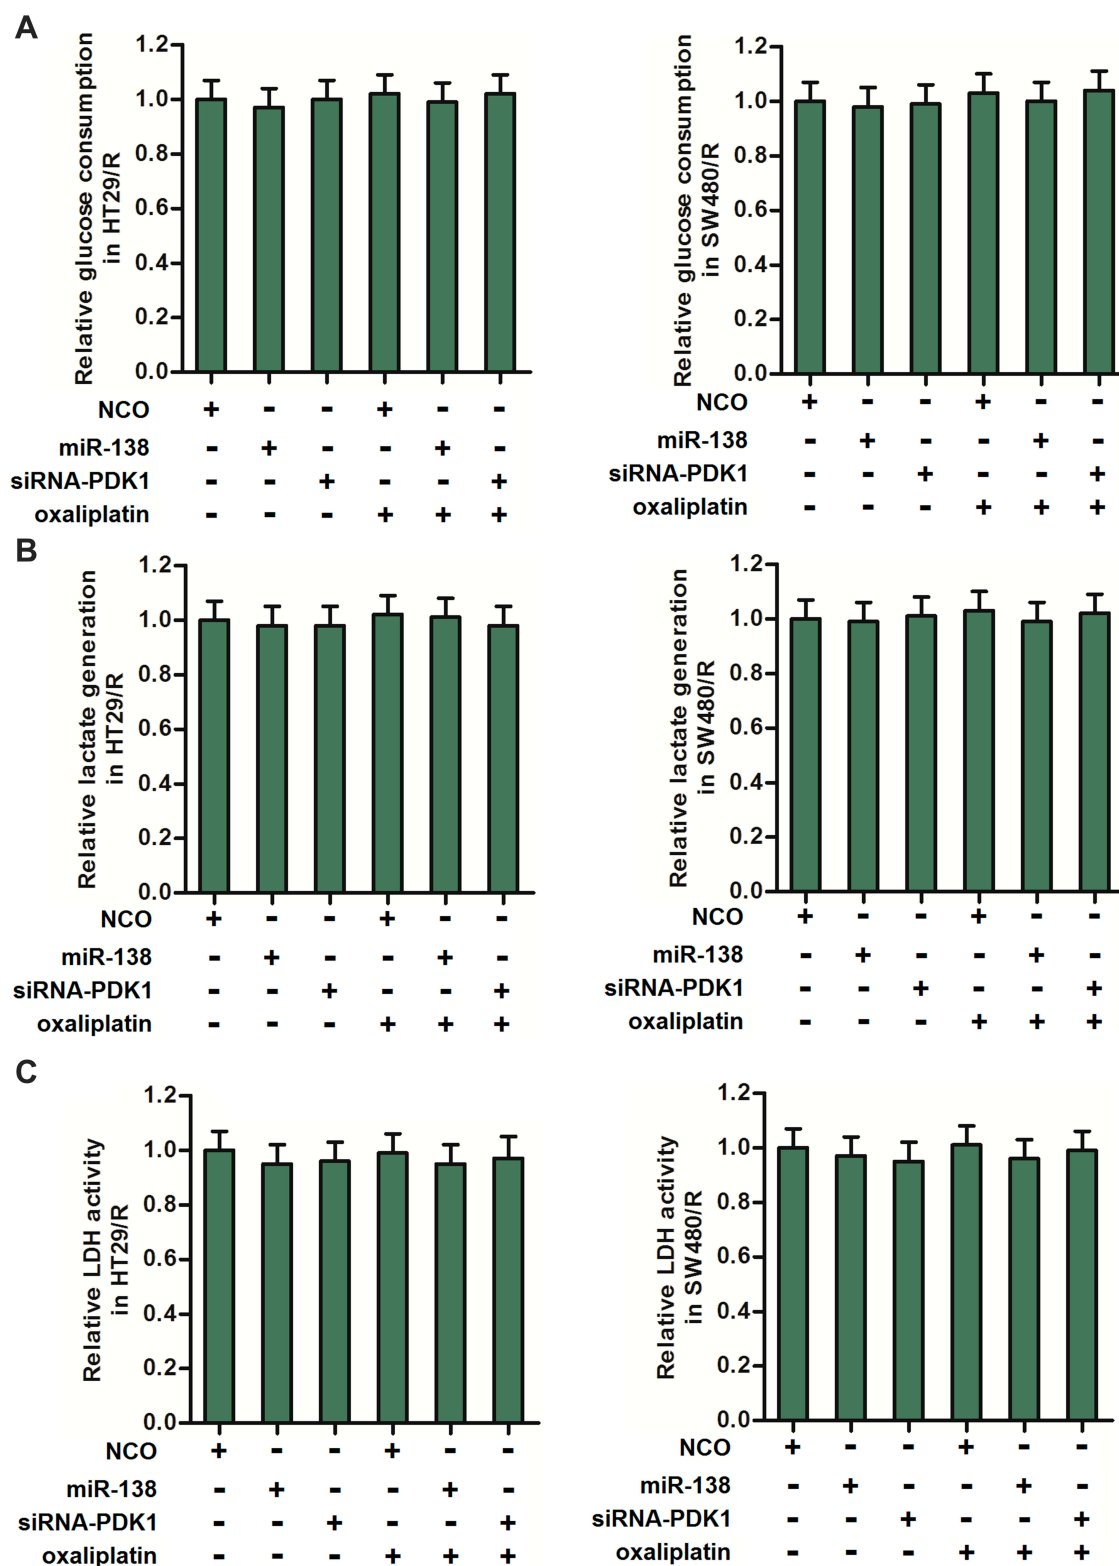 A
Relative glucose consumption
in HT29/R
1.2
1.0
0.8
0.6
0.4
0.2
0.0
NCO + - - + - -
miR-138 - + - - + -
siRNA-PDK1 - - + - - +
oxaliplatin - - - + + +
Relative glucose consumption
in SW480/R
1.2
1.0
0.8
0.6
0.4
0.2
0.0
NCO + - - + - -
miR-138 - + - - + -
siRNA-PDK1 - - + - - +
oxaliplatin - - - + + +
B
Relative lactate generation
in HT29/R
1.2
1.0
0.8
0.6
0.4
0.2
0.0
NCO + - - + - -
miR-138 - + - - + -
siRNA-PDK1 - - + - - +
oxaliplatin - - - + + +
Relative lactate generation
in SW480/R
1.2
1.0
0.8
0.6
0.4
0.2
0.0
NCO + - - + - -
miR-138 - + - - + -
siRNA-PDK1 - - + - - +
oxaliplatin - - - + + +
C
Relative LDH activity
in HT29/R
1.2
1.0
0.8
0.6
0.4
0.2
0.0
NCO + - - + - -
miR-138 - + - - + -
siRNA-PDK1 - - + - - +
oxaliplatin - - - + + +
Relative LDH activity
in SW480/R
1.2
1.0
0.8
0.6
0.4
0.2
0.0
NCO + - - + - -
miR-138 - + - - + -
siRNA-PDK1 - - + - - +
oxaliplatin - - - + + +